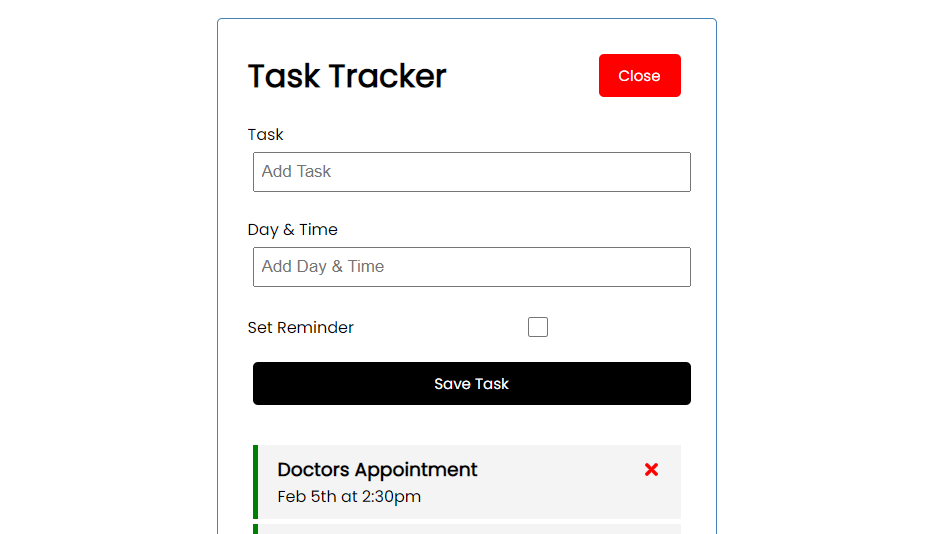 Task Tracker
Close
Task
Add Task
Day & Time
Add Day & Time
Set Reminder
Save Task
Doctors Appointment
Feb 5th at 2:30pm